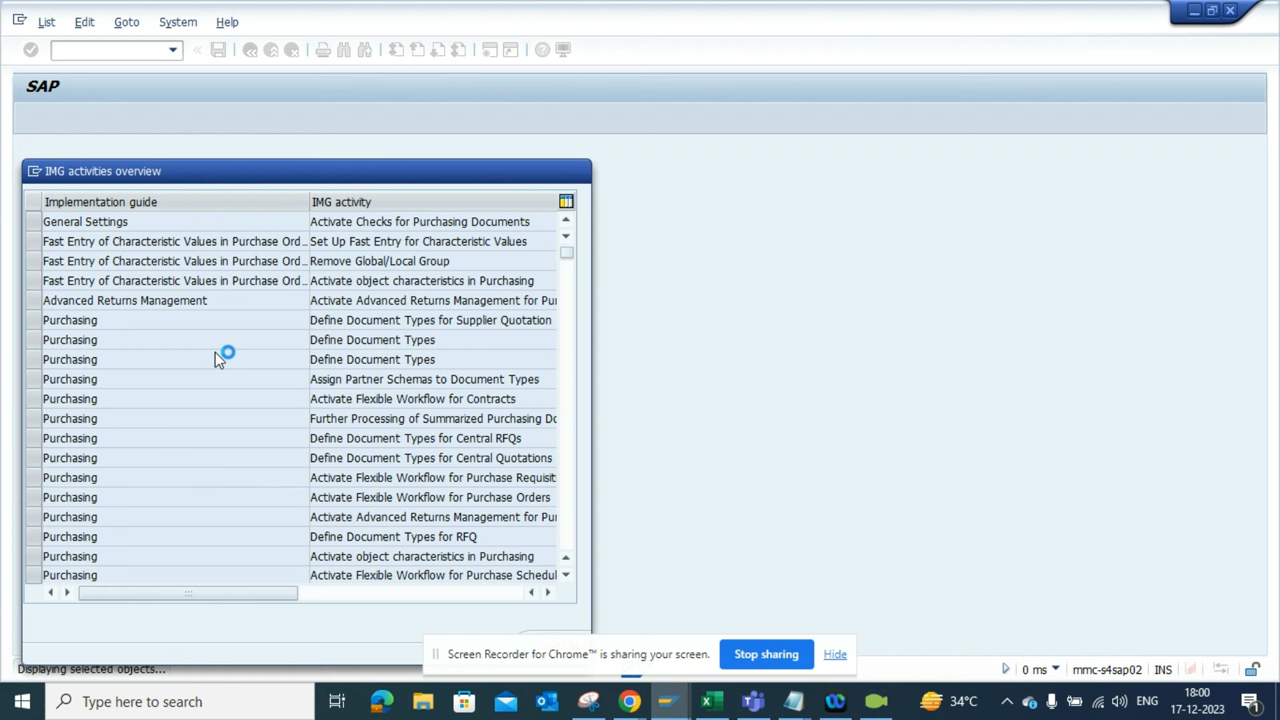 List Edit Goto System Help
SAP
IMG activities overview
Implementation guide IMG activity
General Settings Activate Checks for Purchasing Documents
Fast Entry of Characteristic Values in Purchase Ord... Set Up Fast Entry for Characteristic Values
Fast Entry of Characteristic Values in Purchase Ord... Remove Global/Local Group
Fast Entry of Characteristic Values in Purchase Ord... Activate object characteristics in Purchasing
Advanced Returns Management Activate Advanced Returns Management for Pur
Purchasing Define Document Types for Supplier Quotation
Purchasing Define Document Types
Purchasing Define Document Types
Purchasing Assign Partner Schemas to Document Types
Purchasing Activate Flexible Workflow for Contracts
Purchasing Further Processing of Summarized Purchasing Do
Purchasing Define Document Types for Central RFQs
Purchasing Define Document Types for Central Quotations
Purchasing Activate Flexible Workflow for Purchase Requisit
Purchasing Activate Flexible Workflow for Purchase Orders
Purchasing Activate Advanced Returns Management for Pur
Purchasing Define Document Types for RFQ
Purchasing Activate object characteristics in Purchasing
Purchasing Activate Flexible Workflow for Purchase Schedul
Screen Recorder for Chrome™ is sharing your screen. Stop sharing Hide
Displaying selected objects... 0 ms mmc-s4sap02 INS
Type here to search 34°C ENG 18:00
17-12-2023